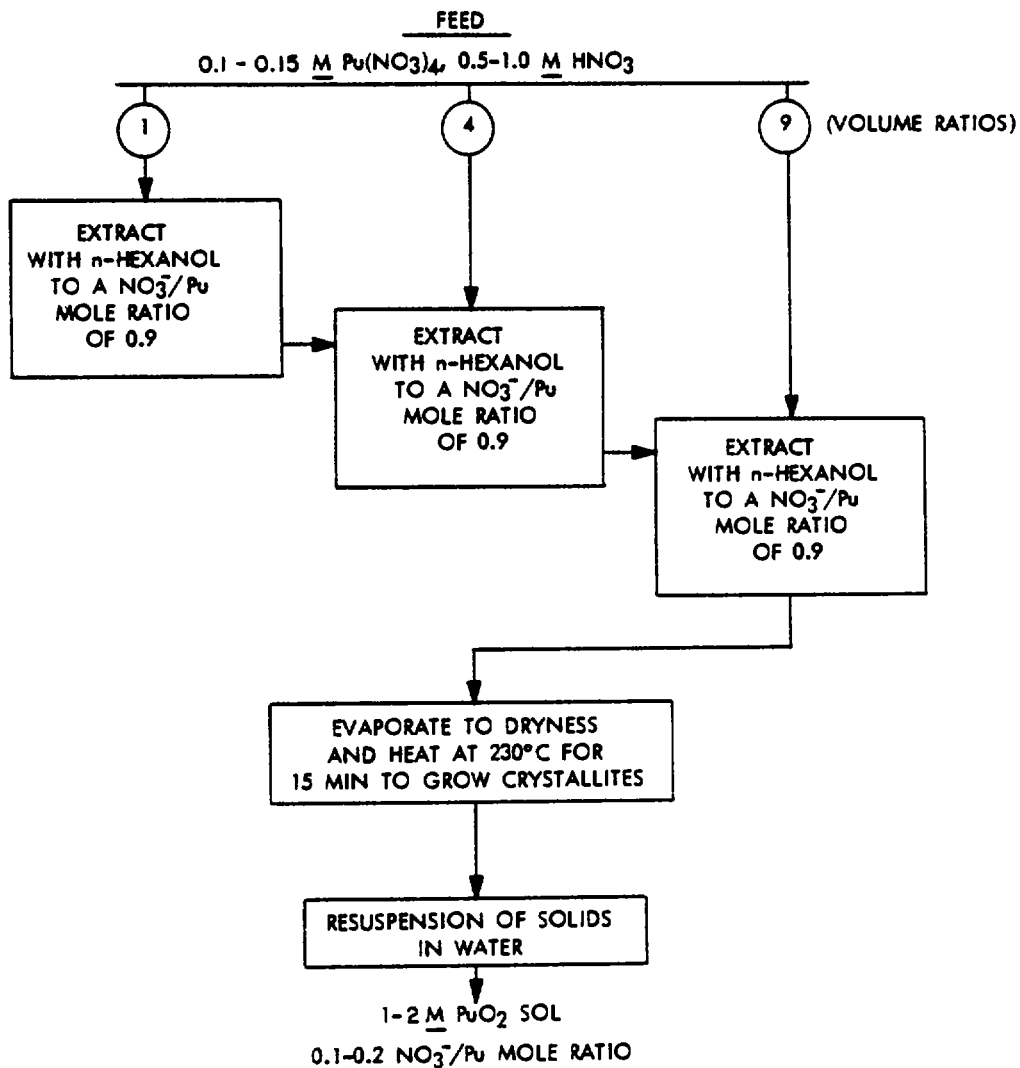 FEED
0.1 - 0.15 M Pu(NO3)4, 0.5-1.0 M HNO3
1
4
9
(VOLUME RATIOS)
EXTRACT
WITH n-HEXANOL
TO A NO3⁻/Pu
MOLE RATIO
OF 0.9
EXTRACT
WITH n-HEXANOL
TO A NO3⁻/Pu
MOLE RATIO
OF 0.9
EXTRACT
WITH n-HEXANOL
TO A NO3⁻/Pu
MOLE RATIO
OF 0.9
EVAPORATE TO DRYNESS
AND HEAT AT 230°C FOR
15 MIN TO GROW CRYSTALLITES
RESUSPENSION OF SOLIDS
IN WATER
1-2 M PuO2 SOL
0.1-0.2 NO3⁻/Pu MOLE RATIO